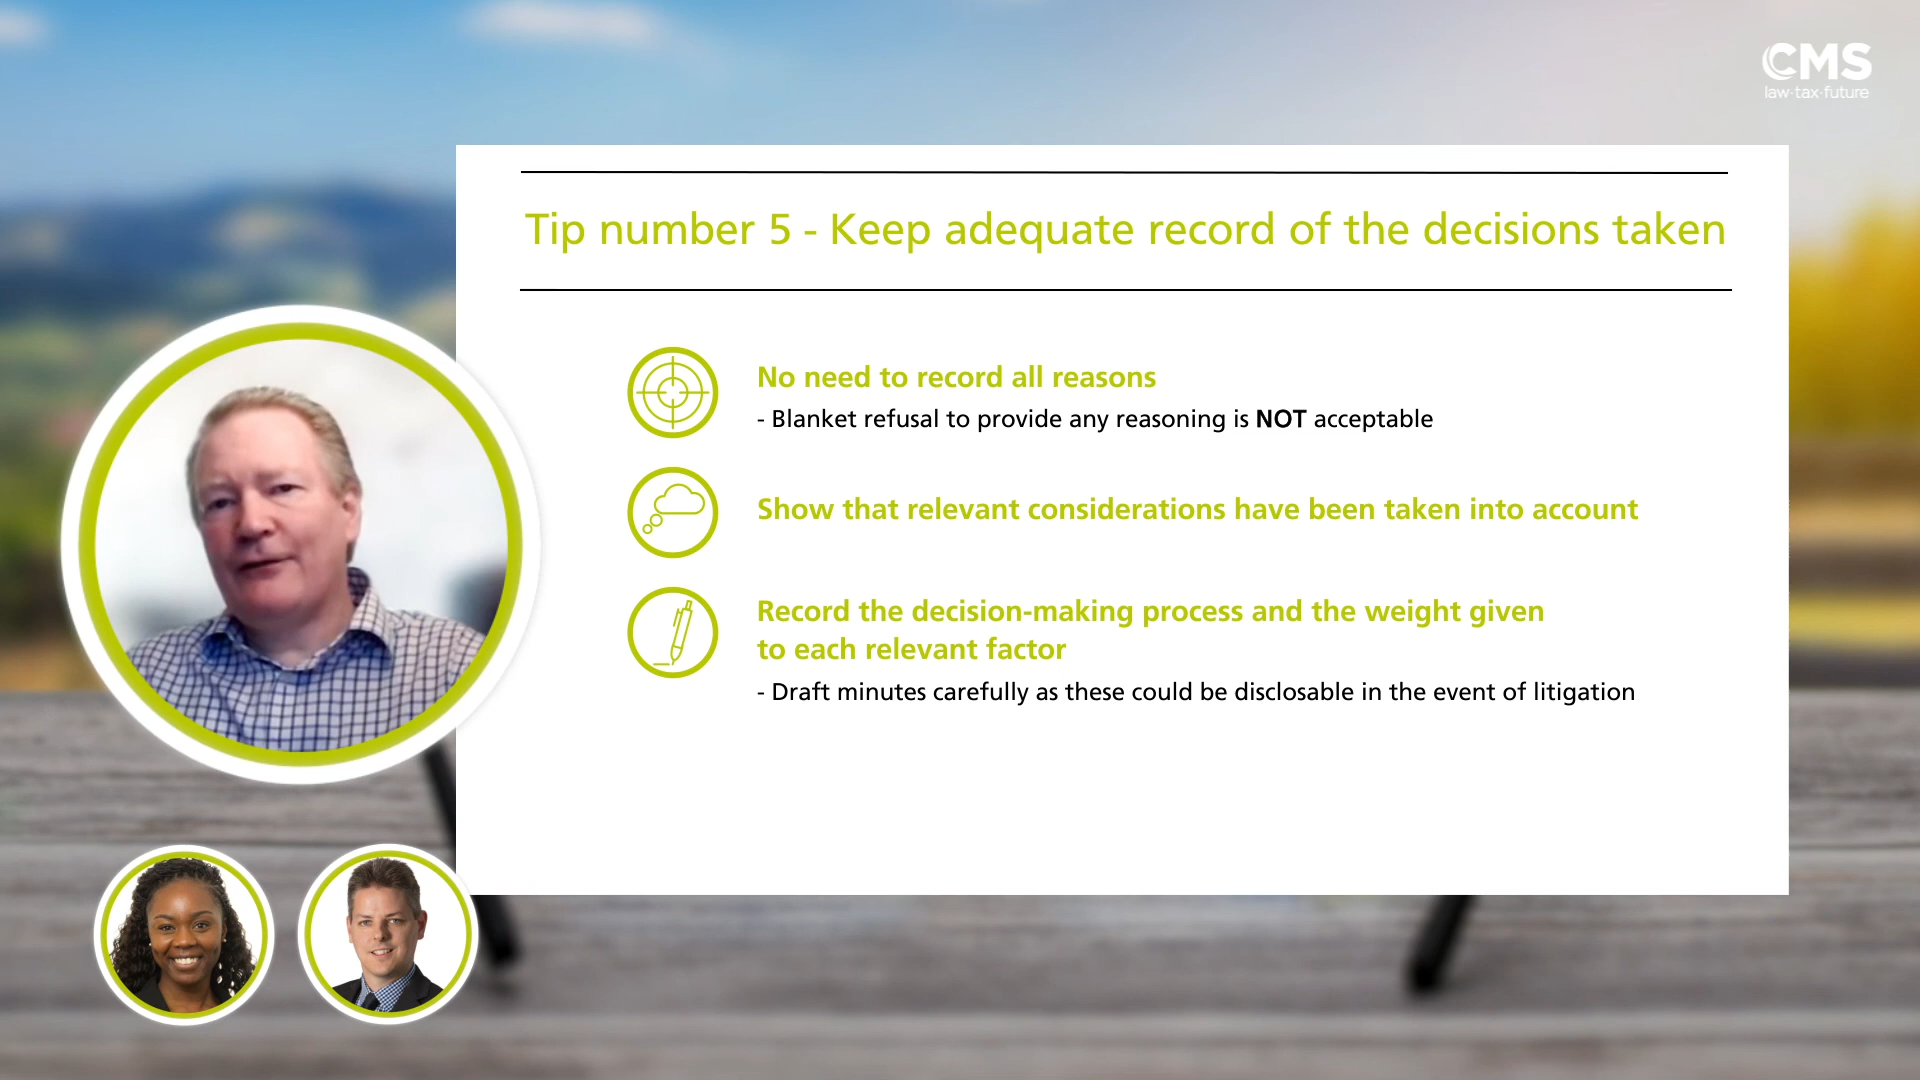 CMS
law·tax·future
Tip number 5 - Keep adequate record of the decisions taken
No need to record all reasons
- Blanket refusal to provide any reasoning is NOT acceptable
Show that relevant considerations have been taken into account
Record the decision-making process and the weight given
to each relevant factor
- Draft minutes carefully as these could be disclosable in the event of litigation